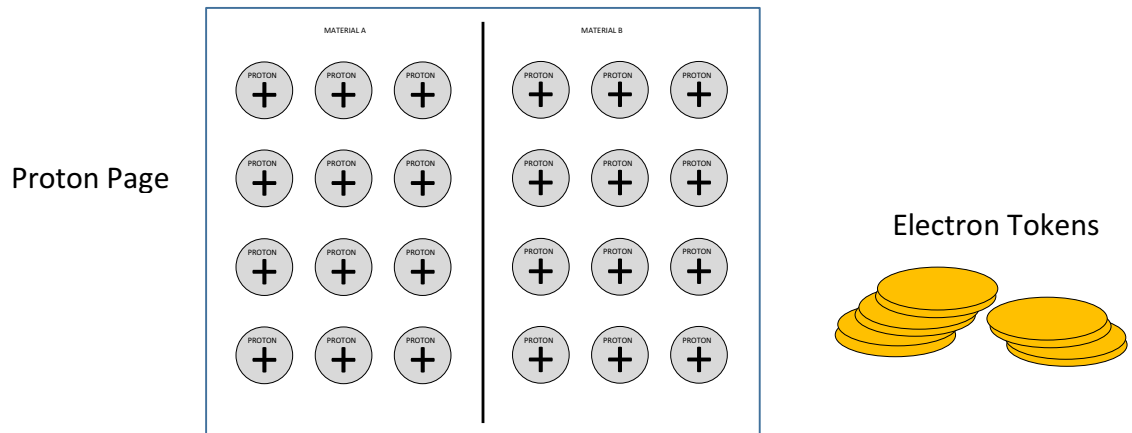 MATERIAL A MATERIAL B
PROTON PROTON PROTON PROTON PROTON PROTON
+ + + + + +
Proton Page
PROTON PROTON PROTON PROTON PROTON PROTON
+ + + + + +
Electron Tokens
PROTON PROTON PROTON PROTON PROTON PROTON
+ + + + + +
PROTON PROTON PROTON PROTON PROTON PROTON
+ + + + + +